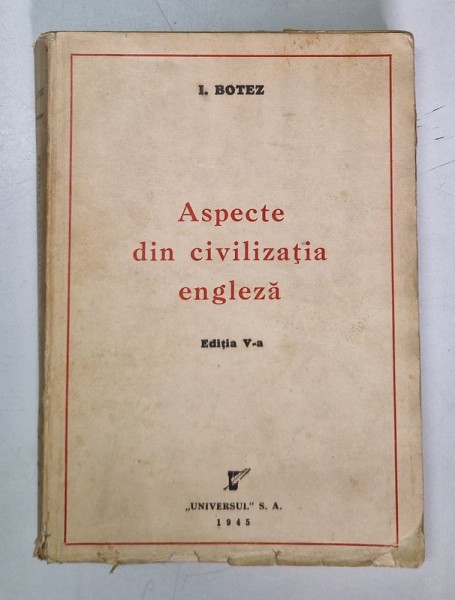 I. BOTEZ
Aspecte
din civilizaţia
engleză
Ediţia V-a
„UNIVERSUL" S. A.
1945